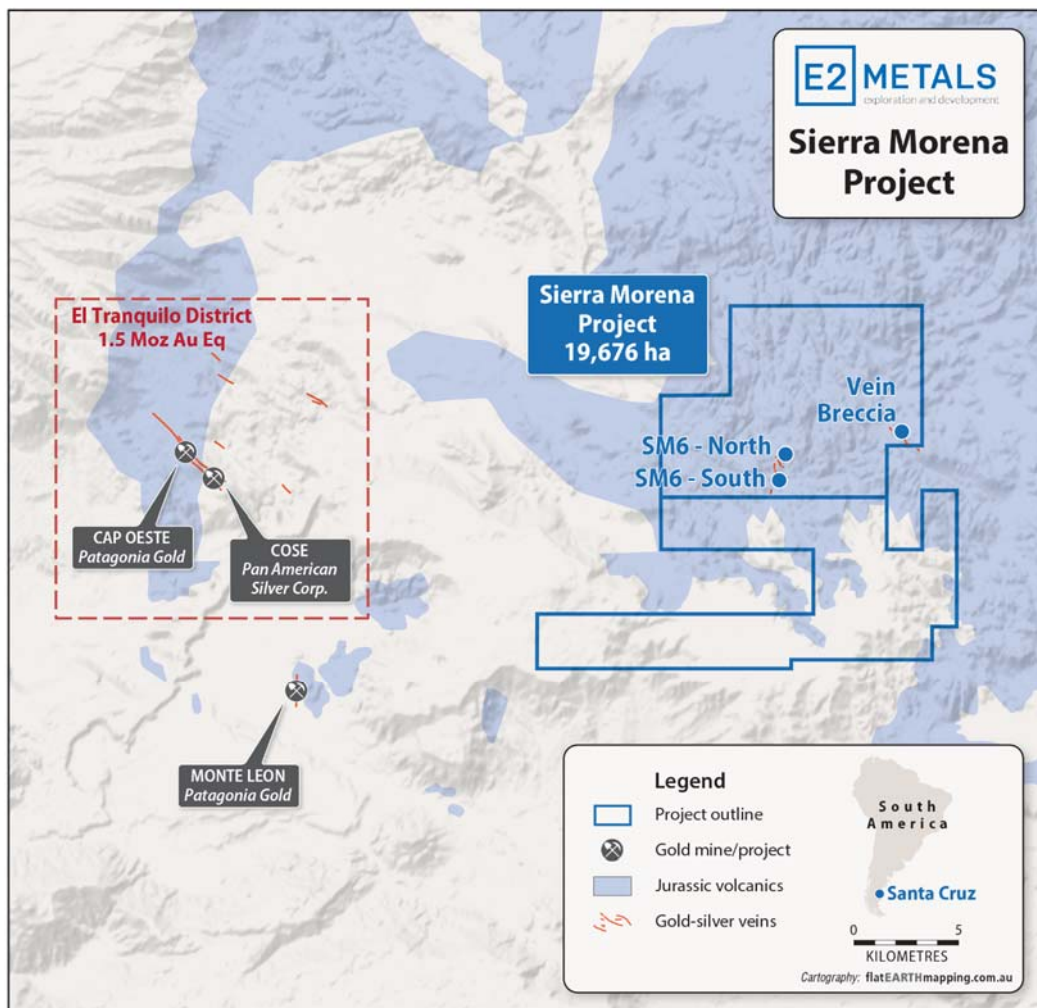 E2 METALS
exploration and development
Sierra Morena
Project
Sierra Morena
Project
19,676 ha
El Tranquilo District
1.5 Moz Au Eq
Vein
Breccia
SM6 - North
SM6 - South
CAP OESTE
Patagonia Gold
COSE
Pan American
Silver Corp.
MONTE LEON
Patagonia Gold
Legend
Project outline
Gold mine/project
Jurassic volcanics
Gold-silver veins
South
America
Santa Cruz
0 5
KILOMETRES
Cartography: flatEARTHmapping.com.au